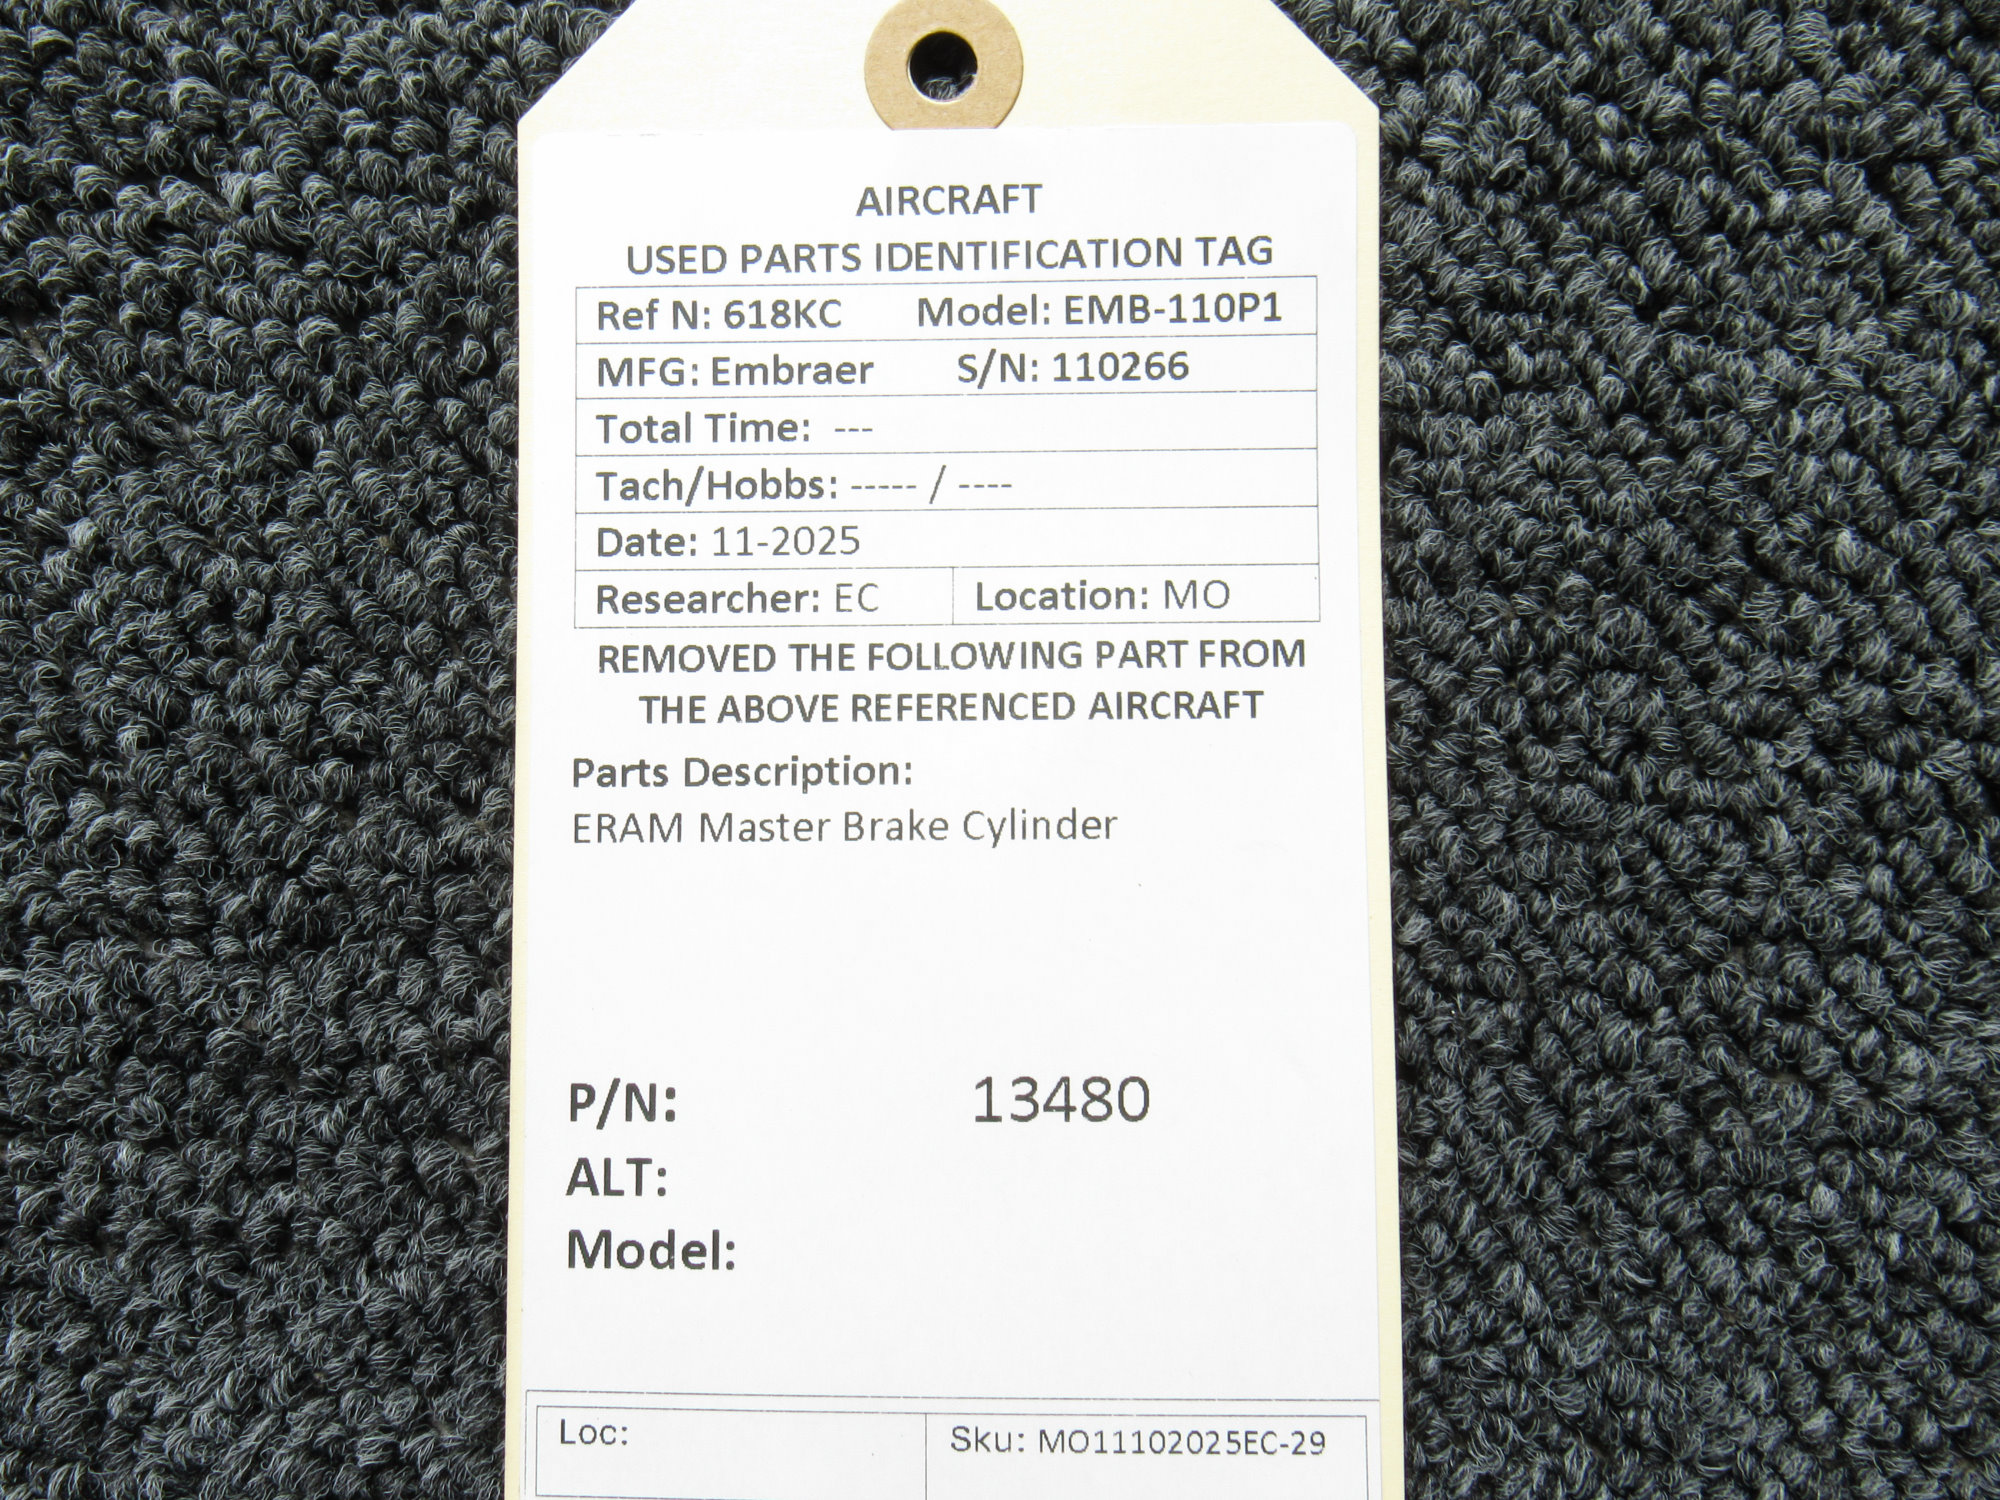 AIRCRAFT
USED PARTS IDENTIFICATION TAG
Ref N: 618KC Model: EMB-110P1
MFG: Embraer S/N: 110266
Total Time: ---
Tach/Hobbs: ----- / ----
Date: 11-2025
Researcher: EC Location: MO
REMOVED THE FOLLOWING PART FROM
THE ABOVE REFERENCED AIRCRAFT
Parts Description:
ERAM Master Brake Cylinder
P/N: 13480
ALT:
Model:
Loc: Sku: MO11102025EC-29